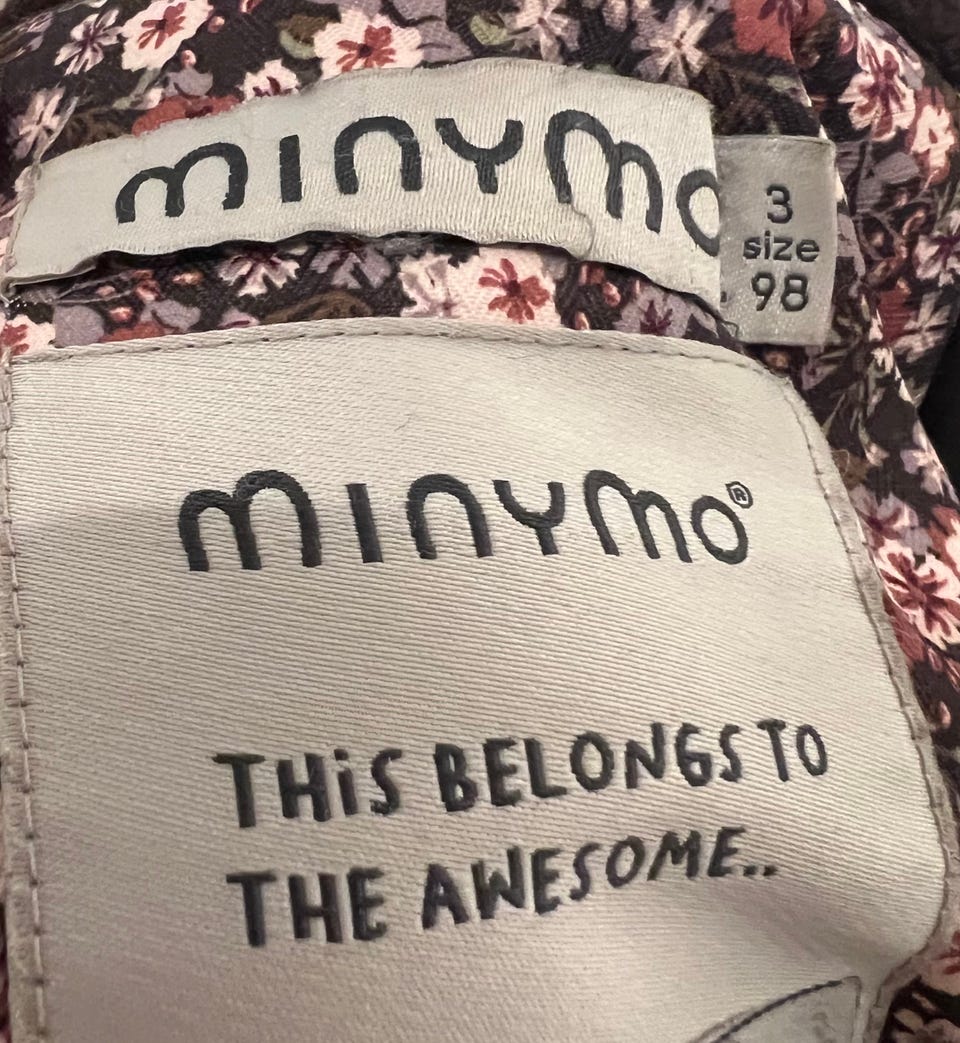 minymo
3
size
98
minymo®
THiS BELONGS TO
THE AWESOME..